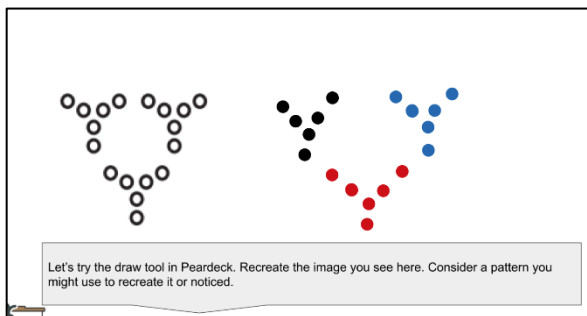 Let's try the draw tool in Peardeck. Recreate the image you see here. Consider a pattern you
might use to recreate it or noticed.